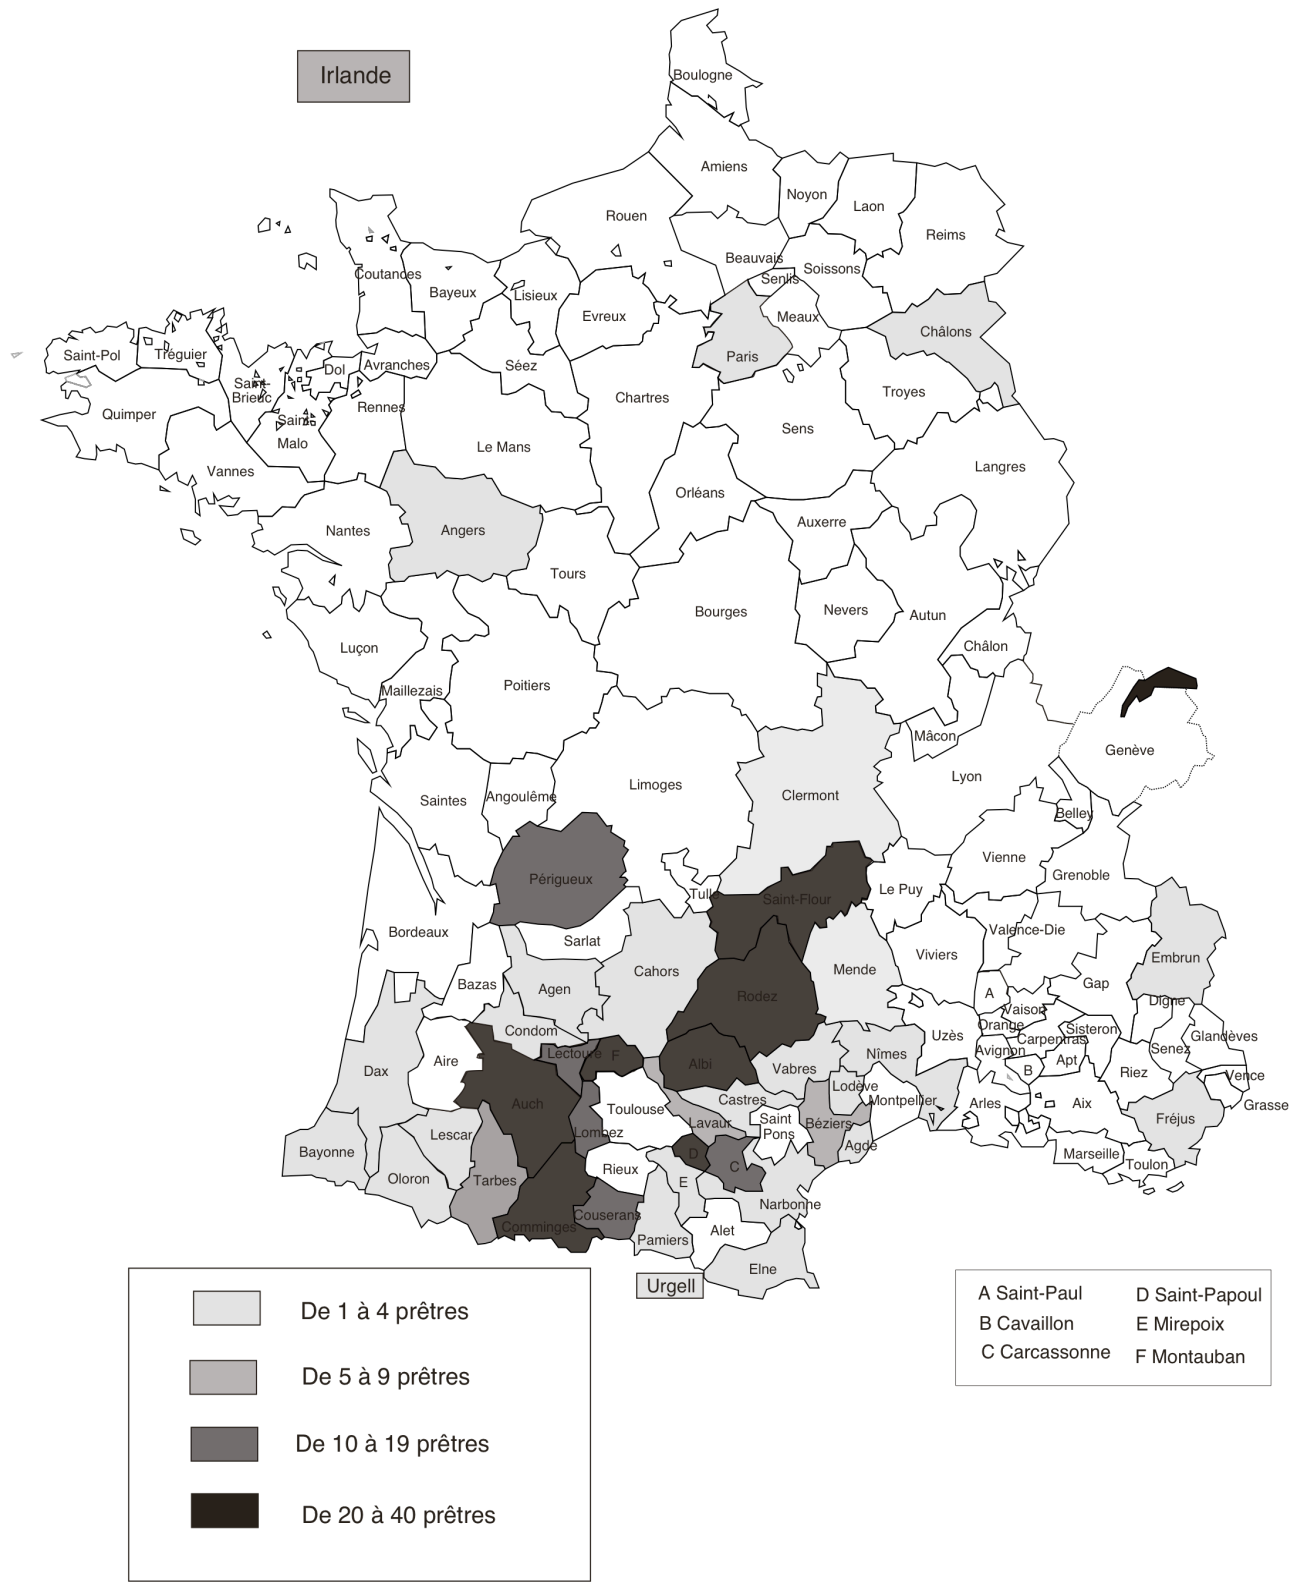 Irlande
Boulogne
Amiens
Noyon
Laon
Rouen
Reims
Beauvais
Soissons
Senlis
Coutances
Bayeux
Lisieux
Evreux
Meaux
Châlons
Saint-Pol
Tréguier
Dol
Avranches
Séez
Paris
Saint-
Brieuc
Chartres
Troyes
Quimper
Rennes
Saint
Malo
Sens
Le Mans
Vannes
Langres
Orléans
Nantes
Angers
Auxerre
Tours
Bourges
Nevers
Autun
Luçon
Châlon
Maillezais
Poitiers
Mâcon
Genève
Saintes
Angoulême
Limoges
Clermont
Lyon
Belley
Vienne
Grenoble
Périgueux
Tulle
Saint-Flour
Le Puy
Bordeaux
Sarlat
Valence-Die
Viviers
Embrun
Cahors
Mende
Bazas
Agen
Rodez
A
Gap
Digne
Vaison
Orange
Condom
Sisteron
Uzès
Carpentras
Glandèves
Senez
Avignon
Lectoure
F
Nîmes
Aire
Albi
Vabres
Apt
B
Riez
Vence
Dax
Lodève
Auch
Castres
Montpellier
Toulouse
Arles
Aix
Grasse
Lavaur
Saint
Pons
Béziers
Fréjus
Lescar
Lombez
Agde
Bayonne
D
C
Marseille
Toulon
Oloron
Tarbes
Rieux
E
Narbonne
Couserans
Comminges
Alet
Pamiers
Elne
Urgell
De 1 à 4 prêtres
De 5 à 9 prêtres
De 10 à 19 prêtres
De 20 à 40 prêtres
A Saint-Paul
B Cavaillon
C Carcassonne
D Saint-Papoul
E Mirepoix
F Montauban